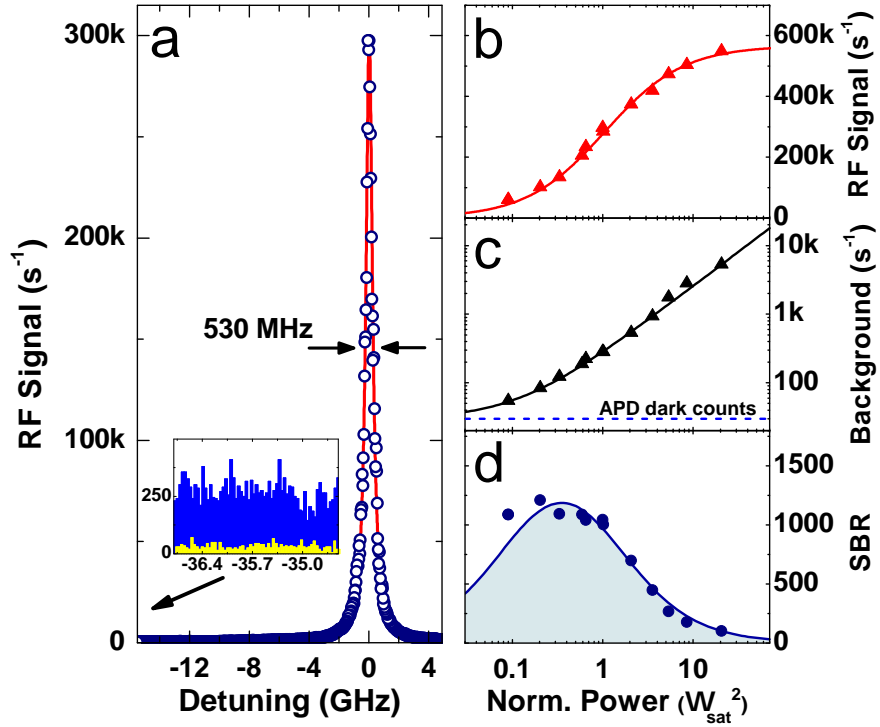 a
300k
200k
100k
0k
RF Signal (s⁻¹)
530 MHz
250
0
-36.4 -35.7 -35.0
-12 -8 -4 0 4
Detuning (GHz)
b
600k
400k
200k
0
RF Signal (s⁻¹)
c
10k
1k
100
APD dark counts
Background (s⁻¹)
d
1500
1000
500
0
SBR
0.1 1 10
Norm. Power (W_sat²)